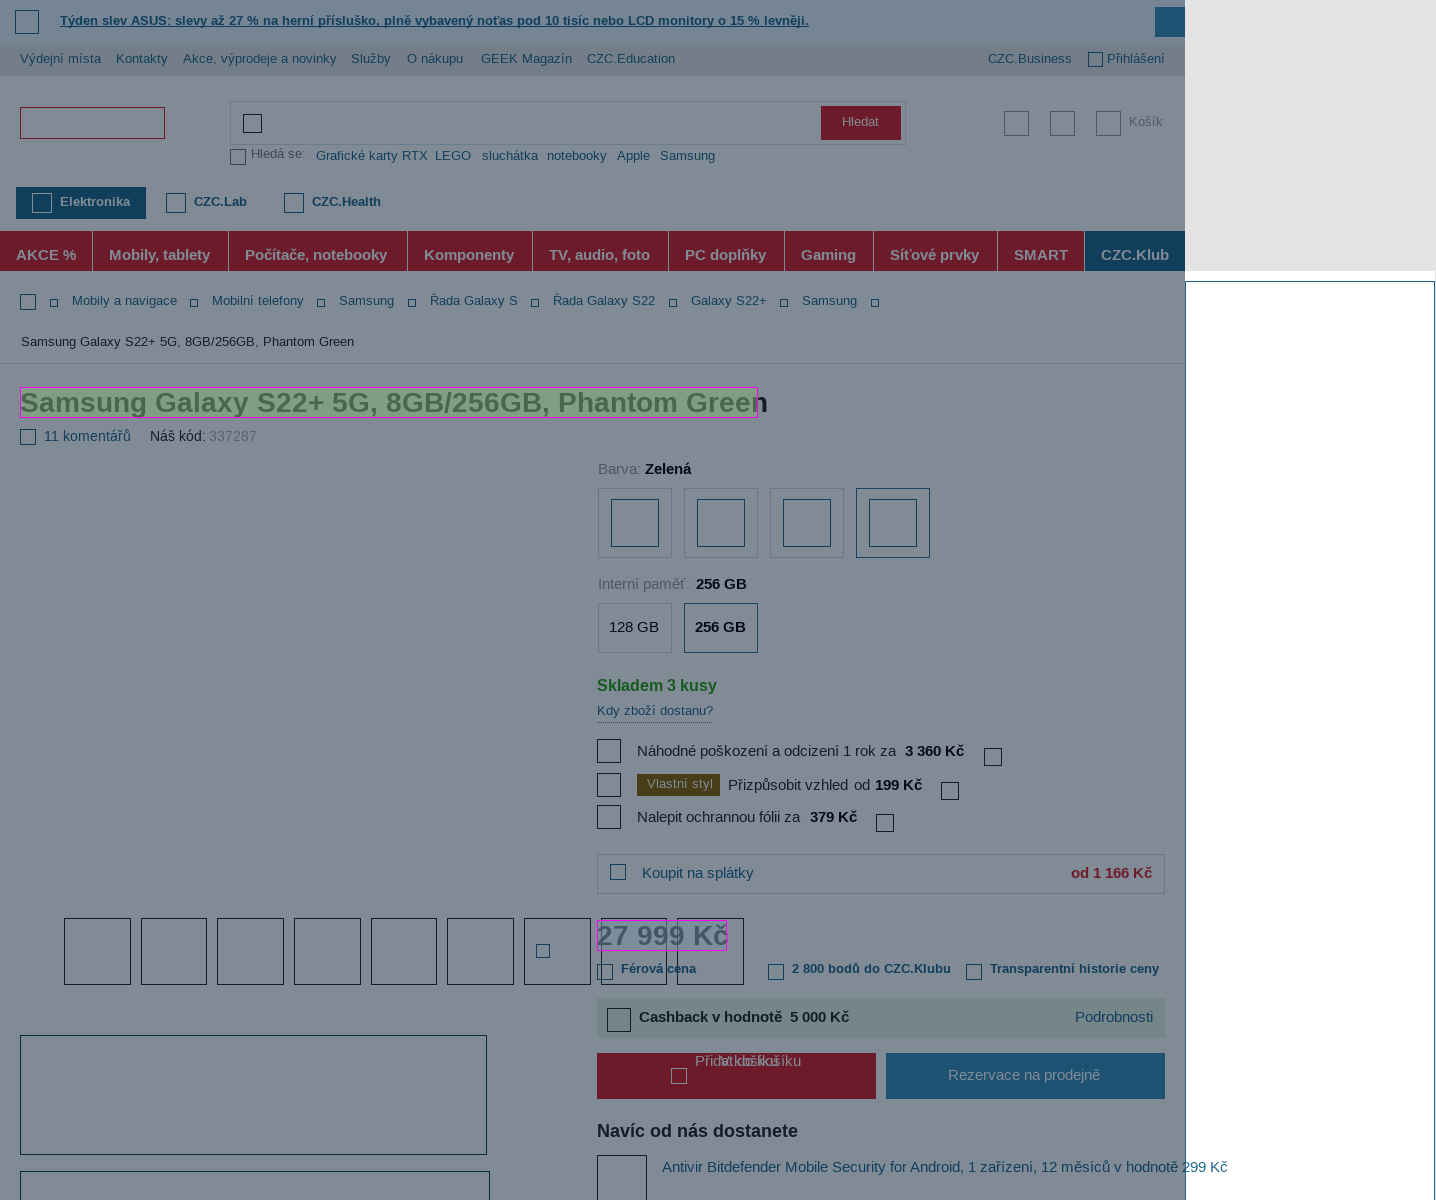 Týden slev ASUS: slevy až 27 % na herní přísluško, plně vybavený noťas pod 10 tisíc nebo LCD monitory o 15 % levněji.
Výdejní místa Kontakty Akce, výprodeje a novinky Služby O nákupu GEEK Magazín CZC.Education CZC.Business Přihlášení
Hledat Košík
Hledá se: Grafické karty RTX LEGO sluchátka notebooky Apple Samsung
Elektronika CZC.Lab CZC.Health
AKCE % Mobily, tablety Počítače, notebooky Komponenty TV, audio, foto PC doplňky Gaming Síťové prvky SMART CZC.Klub
Mobily a navigace Mobilní telefony Samsung Řada Galaxy S Řada Galaxy S22 Galaxy S22+ Samsung
Samsung Galaxy S22+ 5G, 8GB/256GB, Phantom Green
Samsung Galaxy S22+ 5G, 8GB/256GB, Phantom Green
11 komentářů Náš kód: 337287
Barva: Zelená
Interní paměť: 256 GB
128 GB 256 GB
Skladem 3 kusy
Kdy zboží dostanu?
Náhodné poškození a odcizení 1 rok za 3 360 Kč
Vlastní styl Přizpůsobit vzhled od 199 Kč
Nalepit ochrannou fólii za 379 Kč
Koupit na splátky od 1 166 Kč
27 999 Kč
Férová cena 2 800 bodů do CZC.Klubu Transparentní historie ceny
Cashback v hodnotě 5 000 Kč Podrobnosti
Přidat do košíku V košíku
Rezervace na prodejně
Navíc od nás dostanete
Antivir Bitdefender Mobile Security for Android, 1 zařízení, 12 měsíců v hodnotě 299 Kč